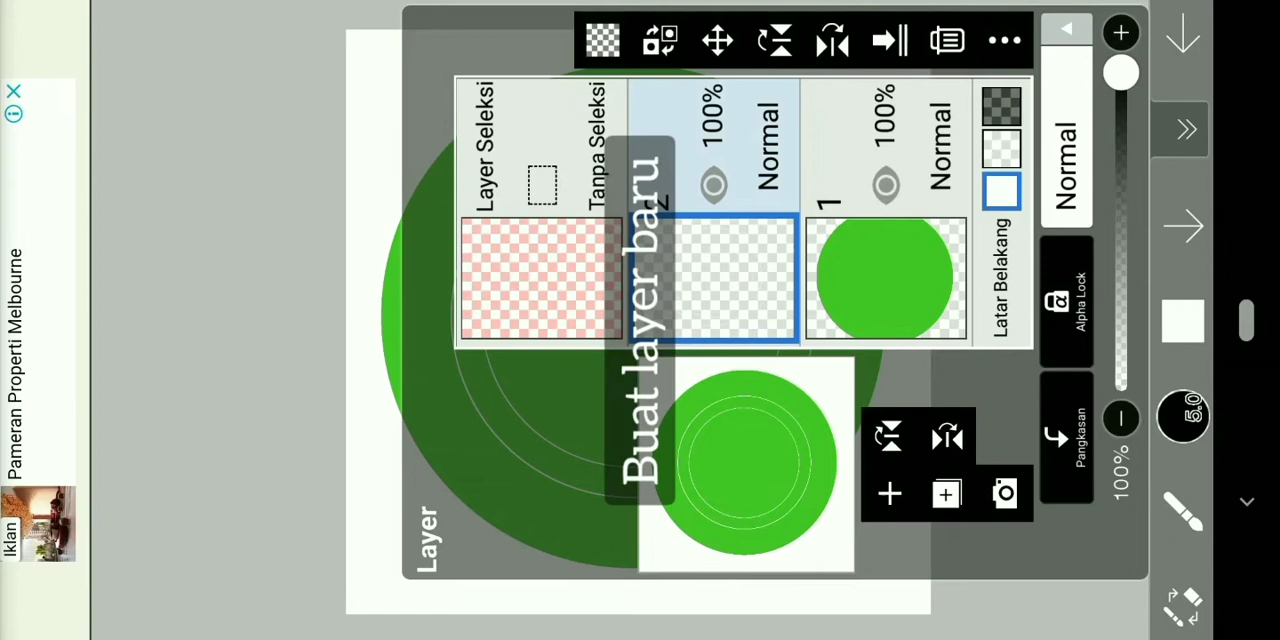 Iklan
Pameran Properti Melbourne
Layer
Buat layer baru
Layer Seleksi
Tanpa Seleksi
2
100%
Normal
1
100%
Normal
Latar Belakang
Pangkasan
α
Alpha Lock
Normal
100%
5.0